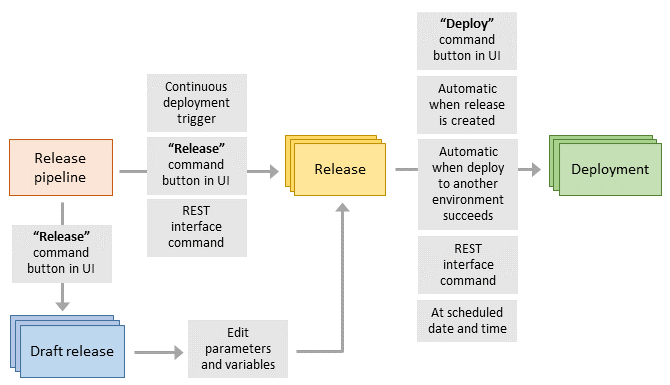 Release
pipeline
Continuous
deployment
trigger
“Release”
command
button in UI
REST
interface
command
“Release”
command
button in UI
Draft release
Edit
parameters
and variables
Release
“Deploy”
command
button in UI
Automatic
when release
is created
Automatic
when deploy
to another
environment
succeeds
REST
interface
command
At scheduled
date and time
Deployment